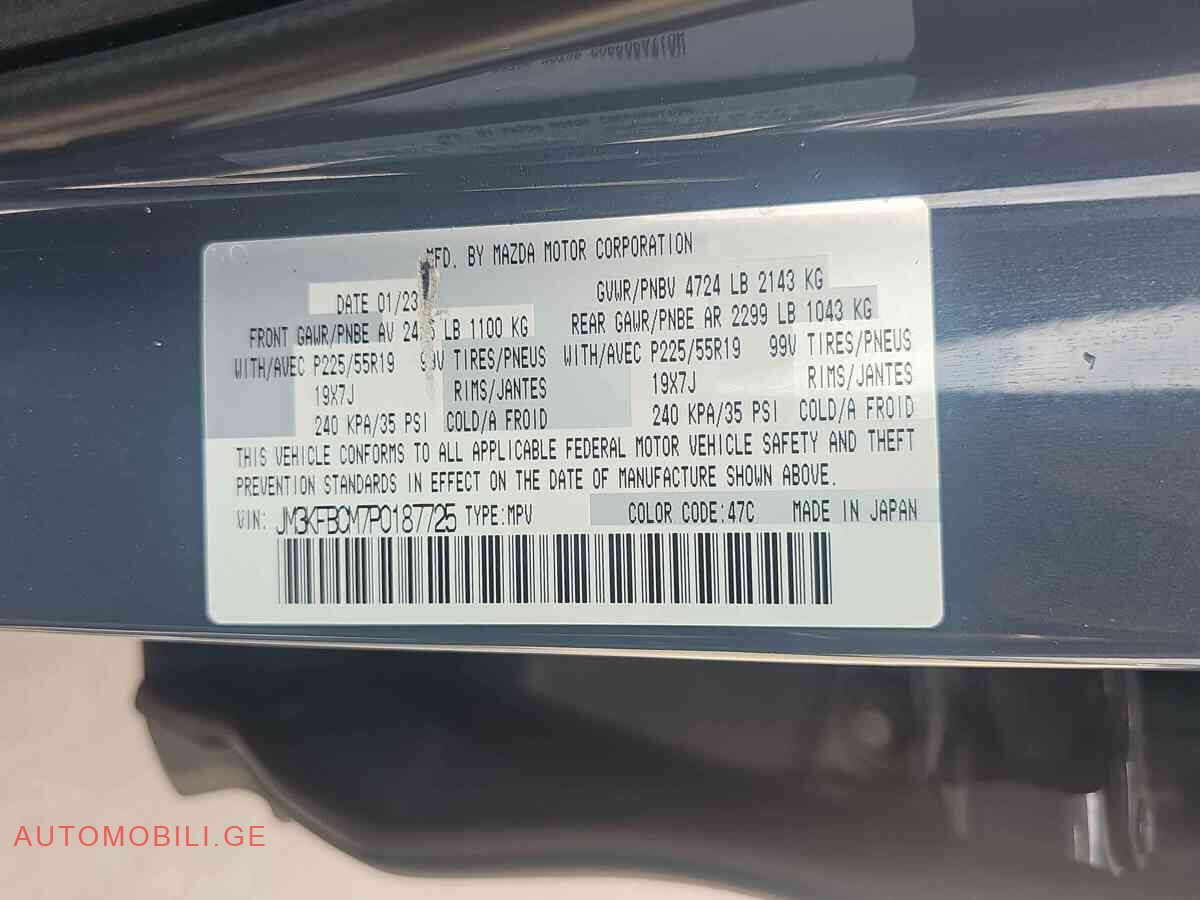 MFD. BY MAZDA MOTOR CORPORATION
DATE 01/23
GVWR/PNBV 4724 LB 2143 KG
FRONT GAWR/PNBE AV LB 1100 KG
REAR GAWR/PNBE AR 2299 LB 1043 KG
WITH/AVEC P225/55R19 TIRES/PNEUS
WITH/AVEC P225/55R19 99V TIRES/PNEUS
19X7J RIMS/JANTES
19X7J RIMS/JANTES
240 KPA/35 PSI COLD/A FROID
240 KPA/35 PSI COLD/A FROID
THIS VEHICLE CONFORMS TO ALL APPLICABLE FEDERAL MOTOR VEHICLE SAFETY AND THEFT
PREVENTION STANDARDS IN EFFECT ON THE DATE OF MANUFACTURE SHOWN ABOVE.
VIN: JM3KFBCM7P0187725 TYPE:MPV COLOR CODE:47C MADE IN JAPAN
AUTOMOBILI.GE